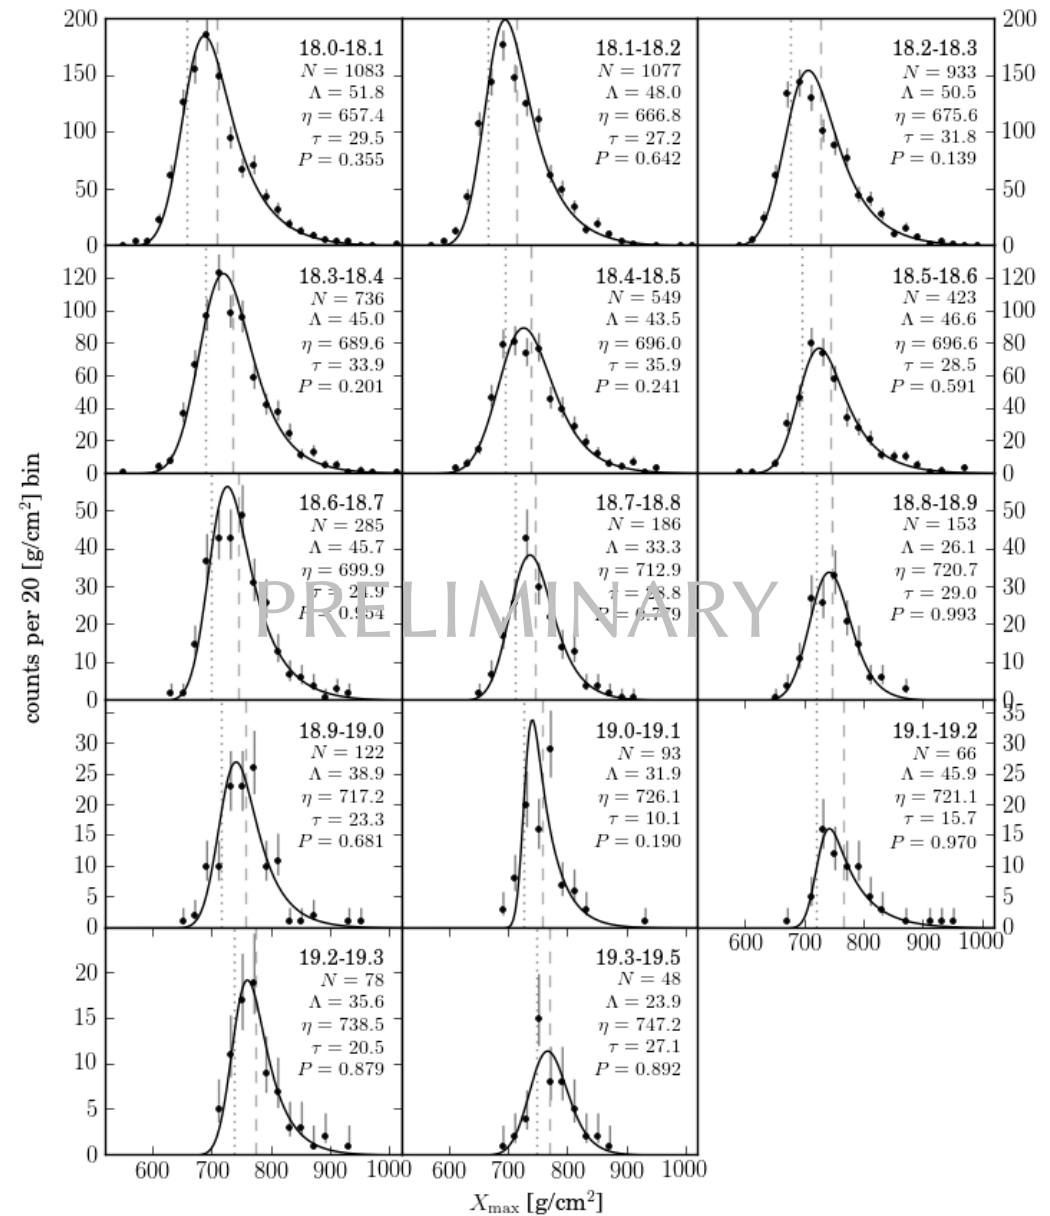 200
150
100
50
0
18.0-18.1
N = 1083
Λ = 51.8
η = 657.4
τ = 29.5
P = 0.355
18.1-18.2
N = 1077
Λ = 48.0
η = 666.8
τ = 27.2
P = 0.642
18.2-18.3
N = 933
Λ = 50.5
η = 675.6
τ = 31.8
P = 0.139
200
150
100
50
0
120
100
80
60
40
20
0
18.3-18.4
N = 736
Λ = 45.0
η = 689.6
τ = 33.9
P = 0.201
18.4-18.5
N = 549
Λ = 43.5
η = 696.0
τ = 35.9
P = 0.241
18.5-18.6
N = 423
Λ = 46.6
η = 696.6
τ = 28.5
P = 0.591
120
100
80
60
40
20
0
counts per 20 [g/cm²] bin
50
40
30
20
10
0
18.6-18.7
N = 285
Λ = 45.7
η = 699.9
18.7-18.8
N = 186
Λ = 33.3
η = 712.9
18.8-18.9
N = 153
Λ = 26.1
η = 720.7
τ = 29.0
P = 0.993
50
40
30
20
10
0
PRELIMINARY
30
25
20
15
10
5
0
18.9-19.0
N = 122
Λ = 38.9
η = 717.2
τ = 23.3
P = 0.681
19.0-19.1
N = 93
Λ = 31.9
η = 726.1
τ = 10.1
P = 0.190
19.1-19.2
N = 66
Λ = 45.9
η = 721.1
τ = 15.7
P = 0.970
35
30
25
20
15
10
5
0
600 700 800 900 1000
20
15
10
5
0
19.2-19.3
N = 78
Λ = 35.6
η = 738.5
τ = 20.5
P = 0.879
19.3-19.5
N = 48
Λ = 23.9
η = 747.2
τ = 27.1
P = 0.892
600 700 800 900 1000
600 700 800 900 1000
Xmax [g/cm²]